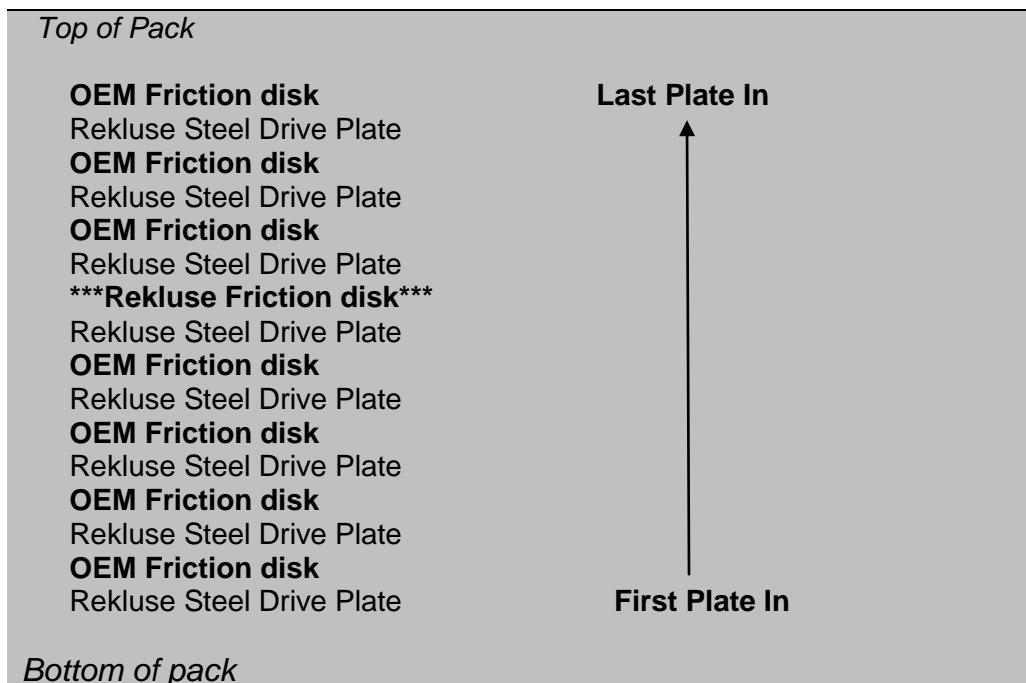 Top of Pack
OEM Friction disk Last Plate In
Rekluse Steel Drive Plate
OEM Friction disk
Rekluse Steel Drive Plate
OEM Friction disk
Rekluse Steel Drive Plate
***Rekluse Friction disk***
Rekluse Steel Drive Plate
OEM Friction disk
Rekluse Steel Drive Plate
OEM Friction disk
Rekluse Steel Drive Plate
OEM Friction disk
Rekluse Steel Drive Plate
OEM Friction disk
Rekluse Steel Drive Plate First Plate In
Bottom of pack